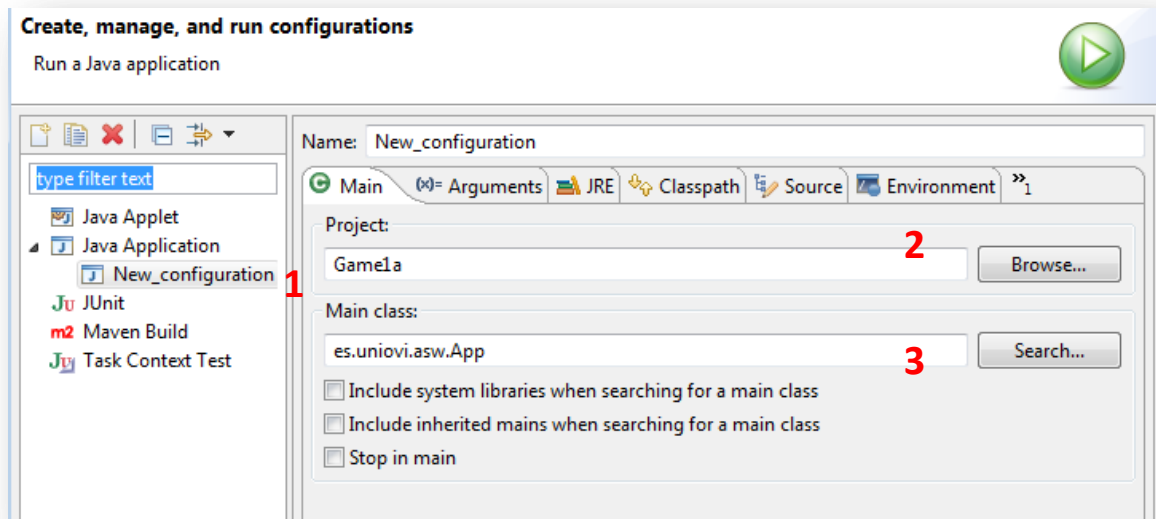 Create, manage, and run configurations
Run a Java application
type filter text
Java Applet
Java Application
New_configuration
1
JUnit
m2 Maven Build
Task Context Test
Name: New_configuration
Main (x)= Arguments JRE Classpath Source Environment »1
Project:
2
Game1a Browse...
Main class:
es.uniovi.asw.App Search...
3
Include system libraries when searching for a main class
Include inherited mains when searching for a main class
Stop in main